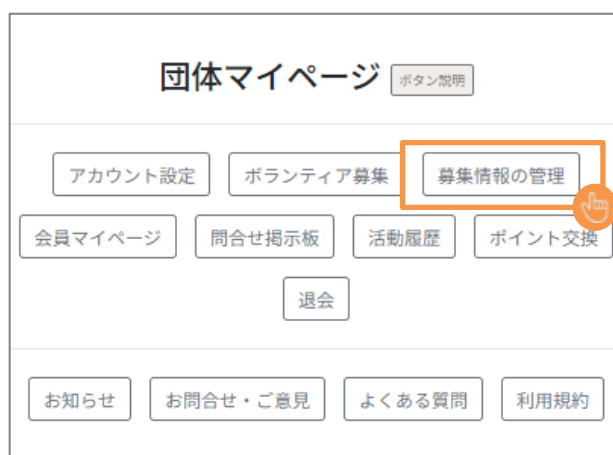 団体マイページ ボタン説明
アカウント設定 ボランティア募集 募集情報の管理
会員マイページ 問合せ掲示板 活動履歴 ポイント交換
退会
お知らせ お問合せ・ご意見 よくある質問 利用規約